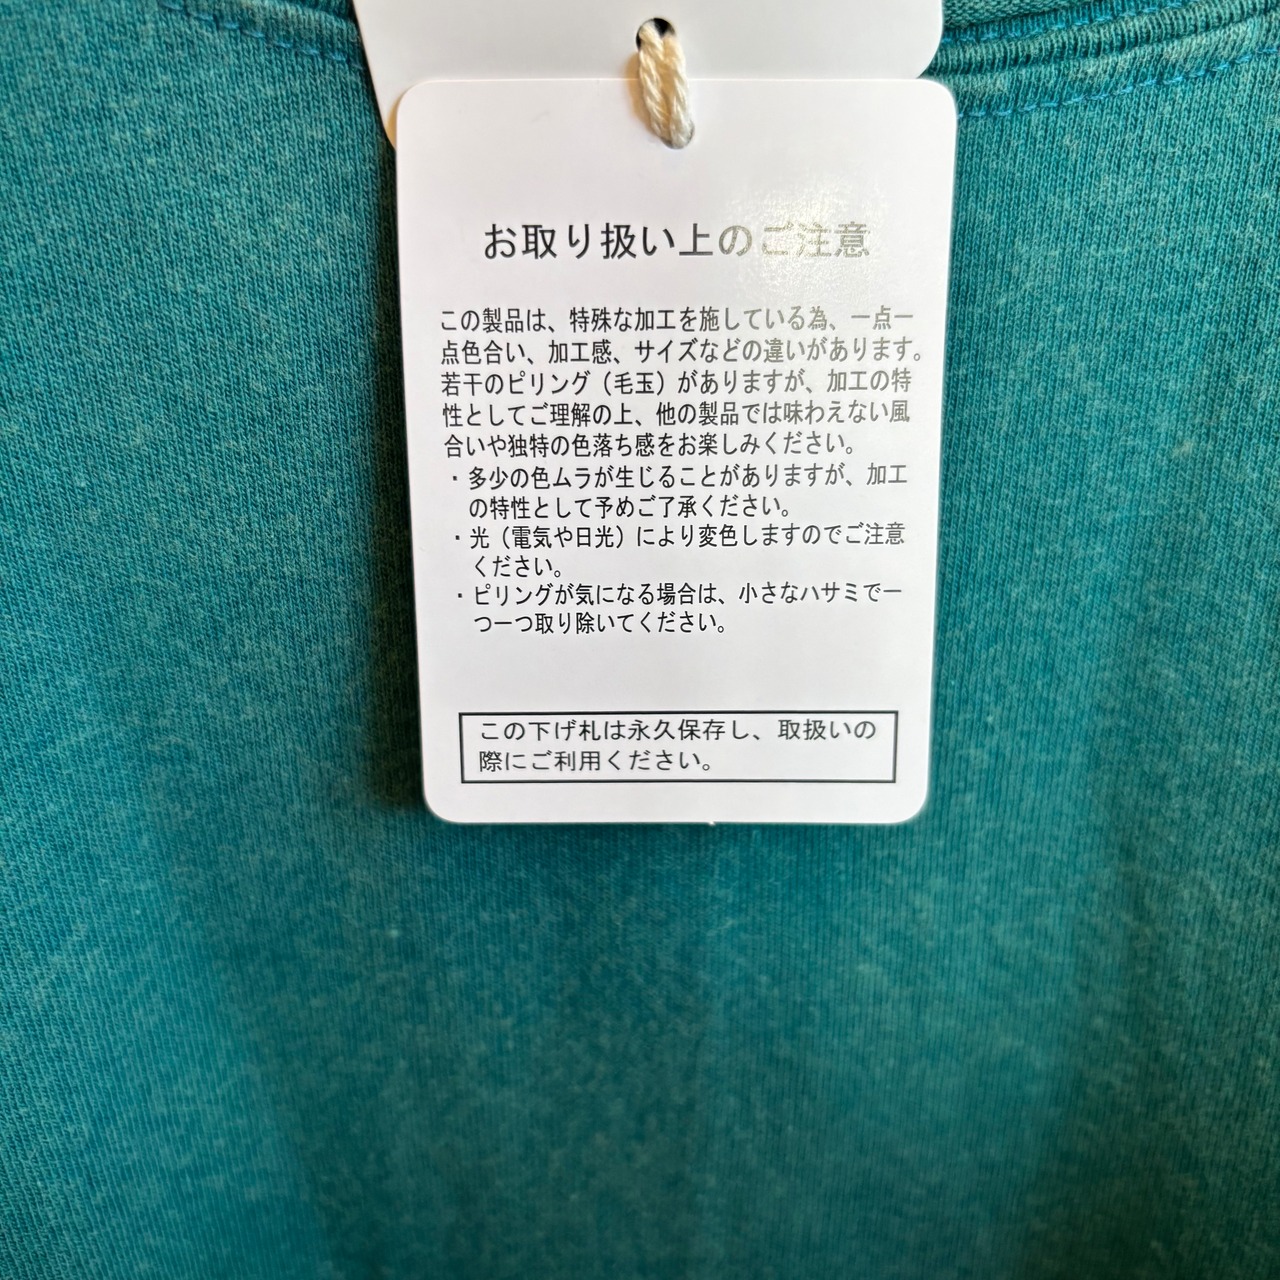 お取り扱い上のご注意
この製品は、特殊な加工を施している為、一点一
点色合い、加工感、サイズなどの違いがあります。
若干のピリング（毛玉）がありますが、加工の特
性としてご理解の上、他の製品では味わえない風
合いや独特の色落ち感をお楽しみください。
・多少の色ムラが生じることがありますが、加工
の特性として予めご了承ください。
・光（電気や日光）により変色しますのでご注意
ください。
・ピリングが気になる場合は、小さなハサミで一
つ一つ取り除いてください。
この下げ札は永久保存し、取扱いの
際にご利用ください。